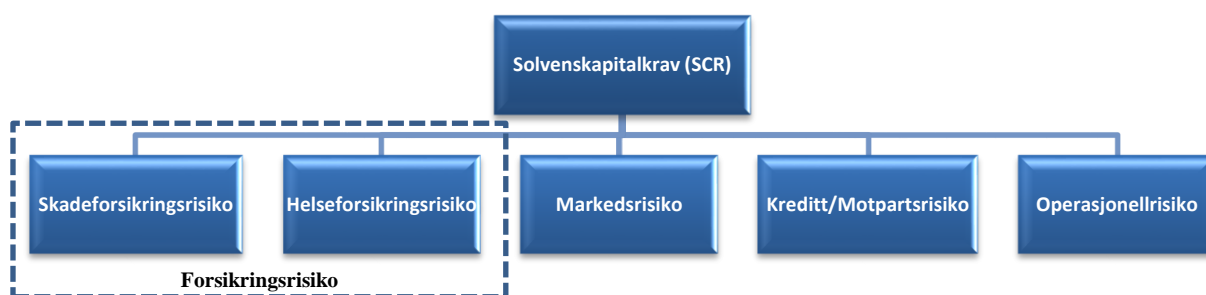 Solvenskapitalkrav (SCR)
Skadeforsikringsrisiko
Helseforsikringsrisiko
Markedsrisiko
Kreditt/Motpartsrisiko
Operasjonellrisiko
Forsikringsrisiko